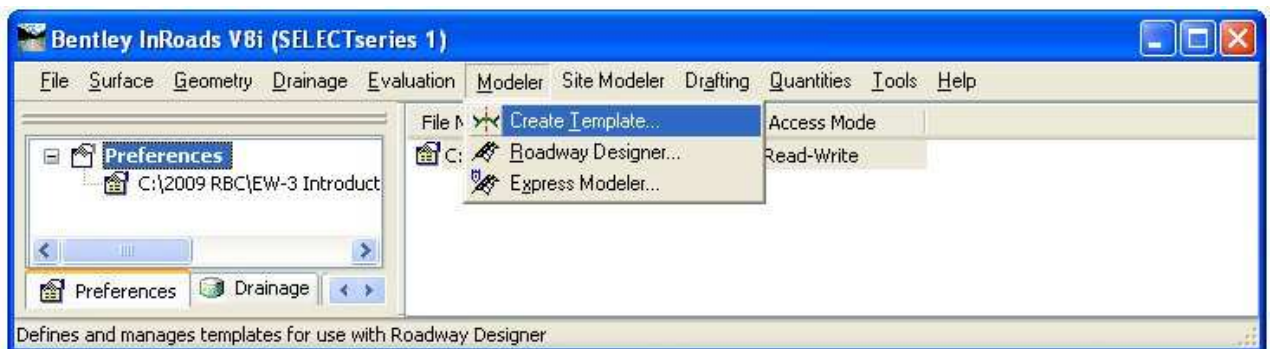 Bentley InRoads V8i (SELECTseries 1)
File Surface Geometry Drainage Evaluation Modeler Site Modeler Drafting Quantities Tools Help
File Access Mode
Create Template...
Preferences
C: Read-Write
Roadway Designer...
C:\2009 RBC\EW-3 Introduct
Express Modeler...
Preferences Drainage
Defines and manages templates for use with Roadway Designer